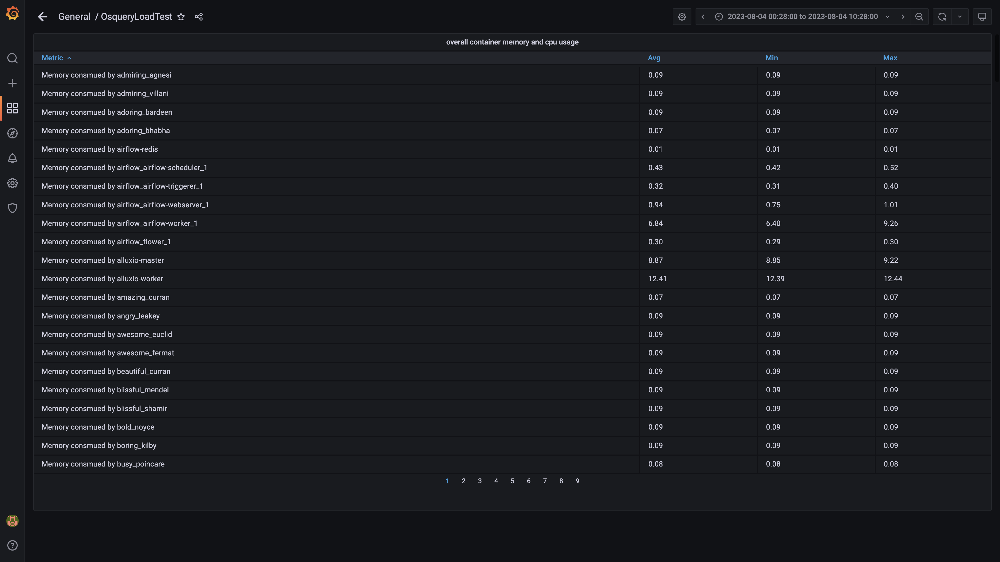 General / OsqueryLoadTest
2023-08-04 00:28:00 to 2023-08-04 10:28:00
overall container memory and cpu usage
Metric Avg Min Max
Memory consmued by admiring_agnesi 0.09 0.09 0.09
Memory consmued by admiring_villani 0.09 0.09 0.09
Memory consmued by adoring_bardeen 0.09 0.09 0.09
Memory consmued by adoring_bhabha 0.07 0.07 0.07
Memory consmued by airflow-redis 0.01 0.01 0.01
Memory consmued by airflow_airflow-scheduler_1 0.43 0.42 0.52
Memory consmued by airflow_airflow-triggerer_1 0.32 0.31 0.40
Memory consmued by airflow_airflow-webserver_1 0.94 0.75 1.01
Memory consmued by airflow_airflow-worker_1 6.84 6.40 9.26
Memory consmued by airflow_flower_1 0.30 0.29 0.30
Memory consmued by alluxio-master 8.87 8.85 9.22
Memory consmued by alluxio-worker 12.41 12.39 12.44
Memory consmued by amazing_curran 0.07 0.07 0.07
Memory consmued by angry_leakey 0.09 0.09 0.09
Memory consmued by awesome_euclid 0.09 0.09 0.09
Memory consmued by awesome_fermat 0.09 0.09 0.09
Memory consmued by beautiful_curran 0.09 0.09 0.09
Memory consmued by blissful_mendel 0.09 0.09 0.09
Memory consmued by blissful_shamir 0.09 0.09 0.09
Memory consmued by bold_noyce 0.09 0.09 0.09
Memory consmued by boring_kilby 0.09 0.09 0.09
Memory consmued by busy_poincare 0.08 0.08 0.08
1 2 3 4 5 6 7 8 9